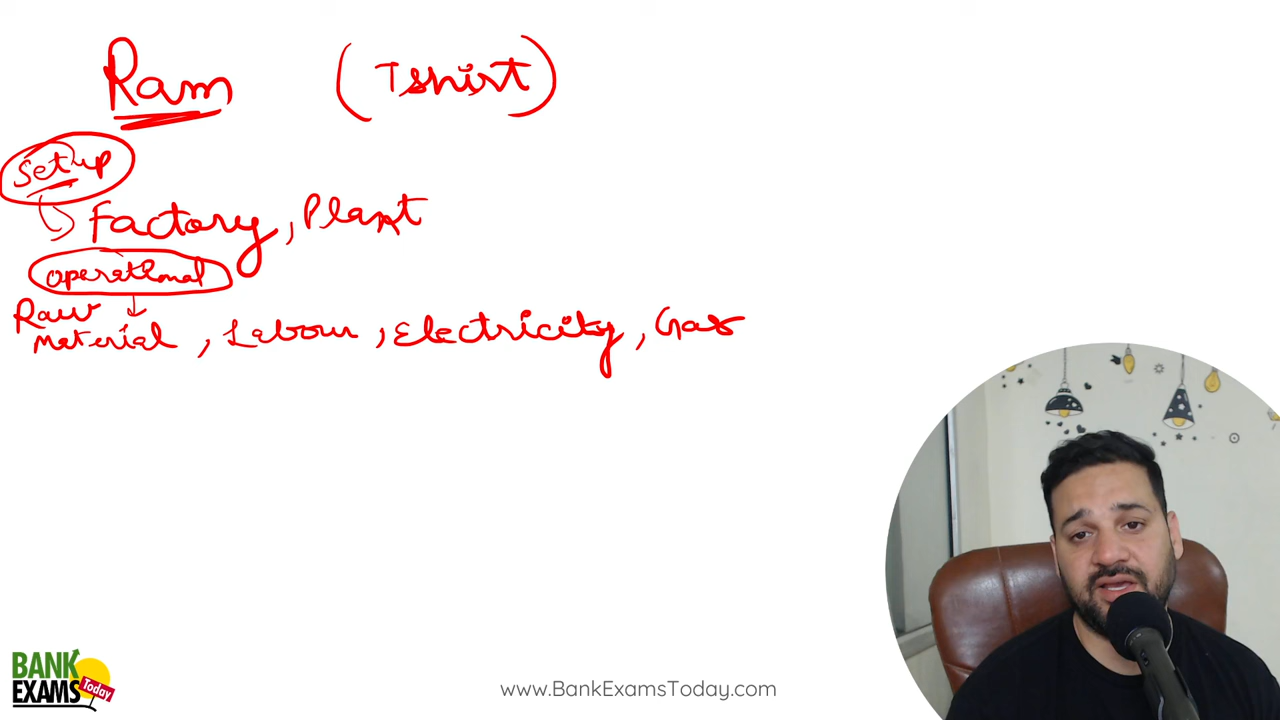 Ram (Tshirt)
Setup
Factory, Plant
operational
Raw
material, Labour, Electricity, Gas
BANK
EXAMS Today
www.BankExamsToday.com